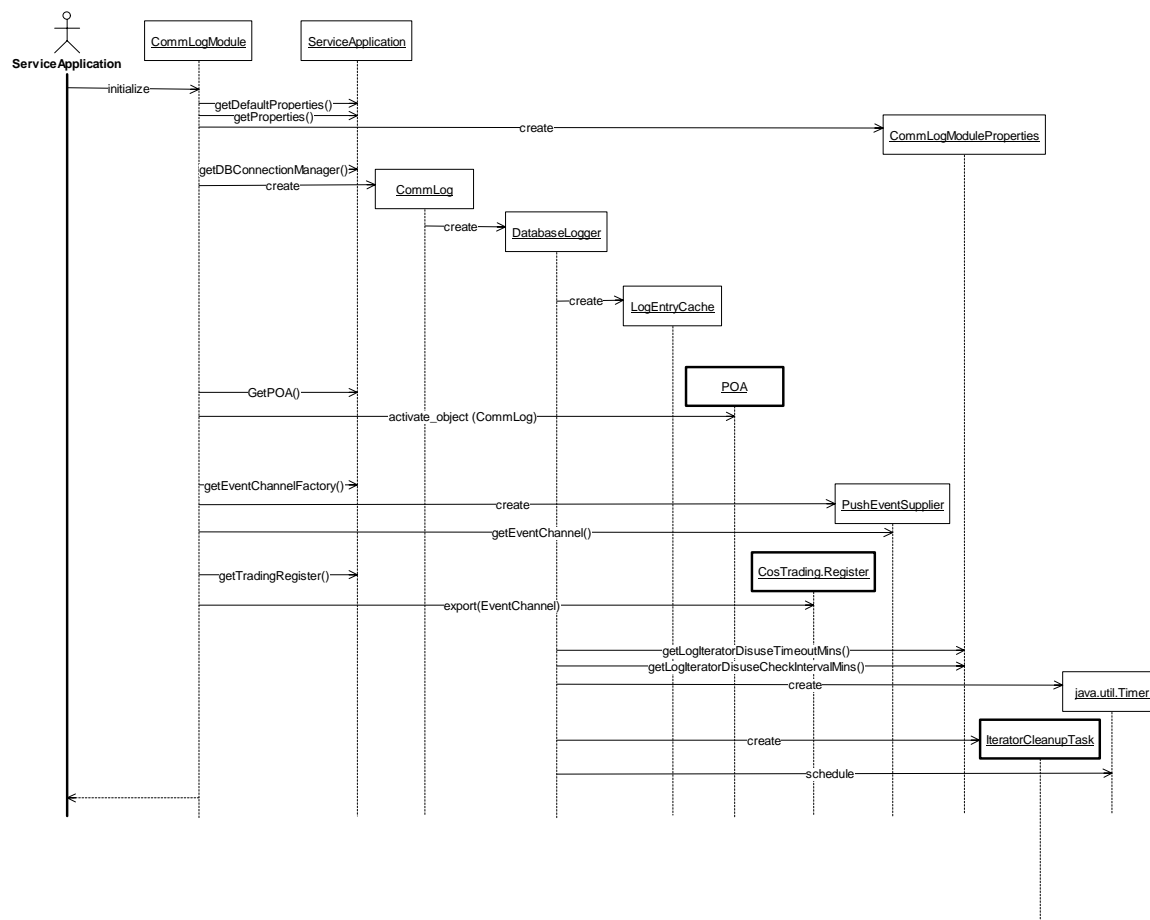 CommLogModule
ServiceApplication
ServiceApplication
initialize
getDefaultProperties()
getProperties()
create
CommLogModuleProperties
getDBConnectionManager()
create
CommLog
create
DatabaseLogger
create
LogEntryCache
POA
GetPOA()
activate_object (CommLog)
getEventChannelFactory()
create
PushEventSupplier
getEventChannel()
CosTrading.Register
getTradingRegister()
export(EventChannel)
getLogIteratorDisuseTimeoutMins()
getLogIteratorDisuseCheckIntervalMins()
create
java.util.Timer
create
IteratorCleanupTask
schedule